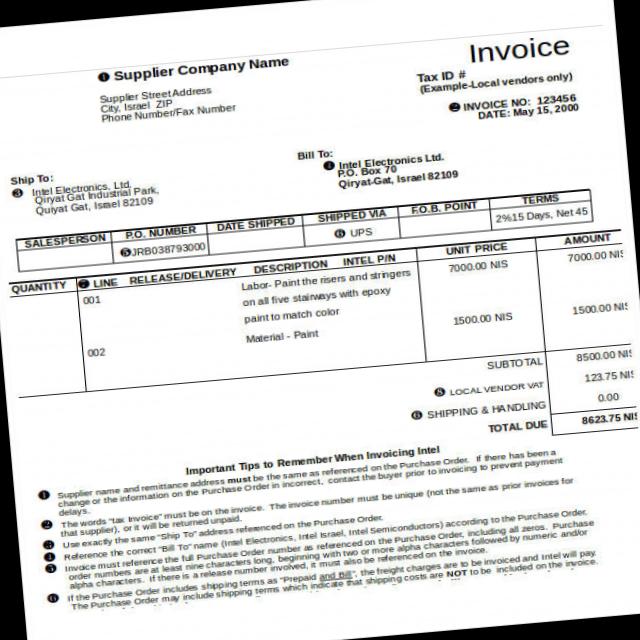 Invoice
❶ Supplier Company Name
Tax ID #
(Example-Local vendors only)
Supplier Street Address
City, Israel ZIP
Phone Number/Fax Number
❷ INVOICE NO: 123456
DATE: May 15, 2000
Ship To:
❸ Intel Electronics, Ltd
Qiryat Gat Industrial Park,
Quiyat Gat, Israel 82109
Bill To:
❹ Intel Electronics Ltd.
P.O. Box 70
Qiryat-Gat, Israel 82109
SALESPERSON P.O. NUMBER DATE SHIPPED SHIPPED VIA F.O.B. POINT TERMS
❺JRB038793000 ❻ UPS 2%15 Days, Net 45
QUANTITY ❼ LINE RELEASE/DELIVERY DESCRIPTION INTEL P/N UNIT PRICE AMOUNT
001 Labor- Paint the risers and stringers 7000.00 NIS 7000.00 NIS
on all five stairways with epoxy
paint to match color
002 Material - Paint 1500.00 NIS 1500.00 NIS
SUBTOTAL 8500.00 NIS
❽ LOCAL VENDOR VAT 123.75 NIS
❻ SHIPPING & HANDLING 0.00
TOTAL DUE 8623.75 NIS
Important Tips to Remember When Invoicing Intel
❶ Supplier name and remittance address must be the same as referenced on the Purchase Order. If there has been a
change or the information on the Purchase Order in incorrect, contact the buyer prior to invoicing to prevent payment
delays.
❷ The words "tax Invoice" must be on the invoice. The invoice number must be unique (not the same as prior invoices for
that supplier), or it will be returned unpaid.
❸ Use exactly the same "Ship To" address referenced on the Purchase Order.
❹ Reference the correct "Bill To" name (Intel Electronics, Intel Israel, Intel Semiconductors) according to the Purchase Order.
❺ Invoice must reference the full Purchase Order number as referenced on the Purchase Order, including all zeros. Purchase
order numbers are at least nine characters long, beginning with two or more alpha characters followed by numeric and/or
alpha characters. If there is a release number involved, it must also be referenced on the invoice.
❻ If the Purchase Order includes shipping terms as "Prepaid and Bill", the freight charges are to be invoiced and Intel will pay.
The Purchase Order may include shipping terms which indicate that shipping costs are NOT to be included on the invoice.